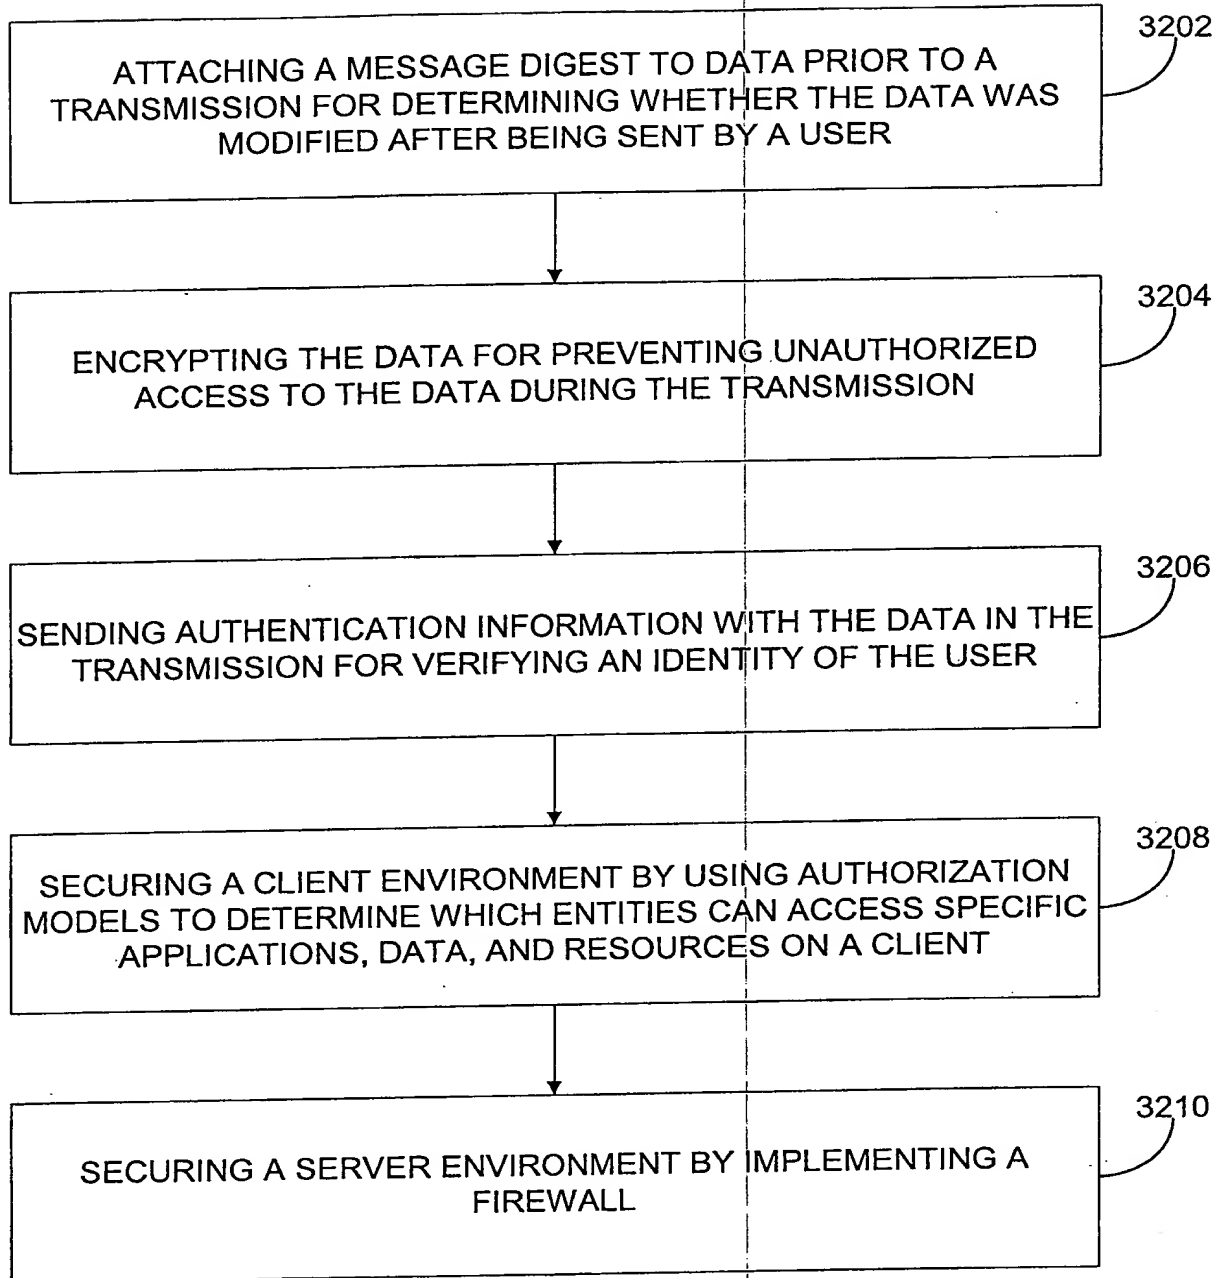 3202
ATTACHING A MESSAGE DIGEST TO DATA PRIOR TO A
TRANSMISSION FOR DETERMINING WHETHER THE DATA WAS
MODIFIED AFTER BEING SENT BY A USER
3204
ENCRYPTING THE DATA FOR PREVENTING UNAUTHORIZED
ACCESS TO THE DATA DURING THE TRANSMISSION
3206
SENDING AUTHENTICATION INFORMATION WITH THE DATA IN THE
TRANSMISSION FOR VERIFYING AN IDENTITY OF THE USER
3208
SECURING A CLIENT ENVIRONMENT BY USING AUTHORIZATION
MODELS TO DETERMINE WHICH ENTITIES CAN ACCESS SPECIFIC
APPLICATIONS, DATA, AND RESOURCES ON A CLIENT
3210
SECURING A SERVER ENVIRONMENT BY IMPLEMENTING A
FIREWALL